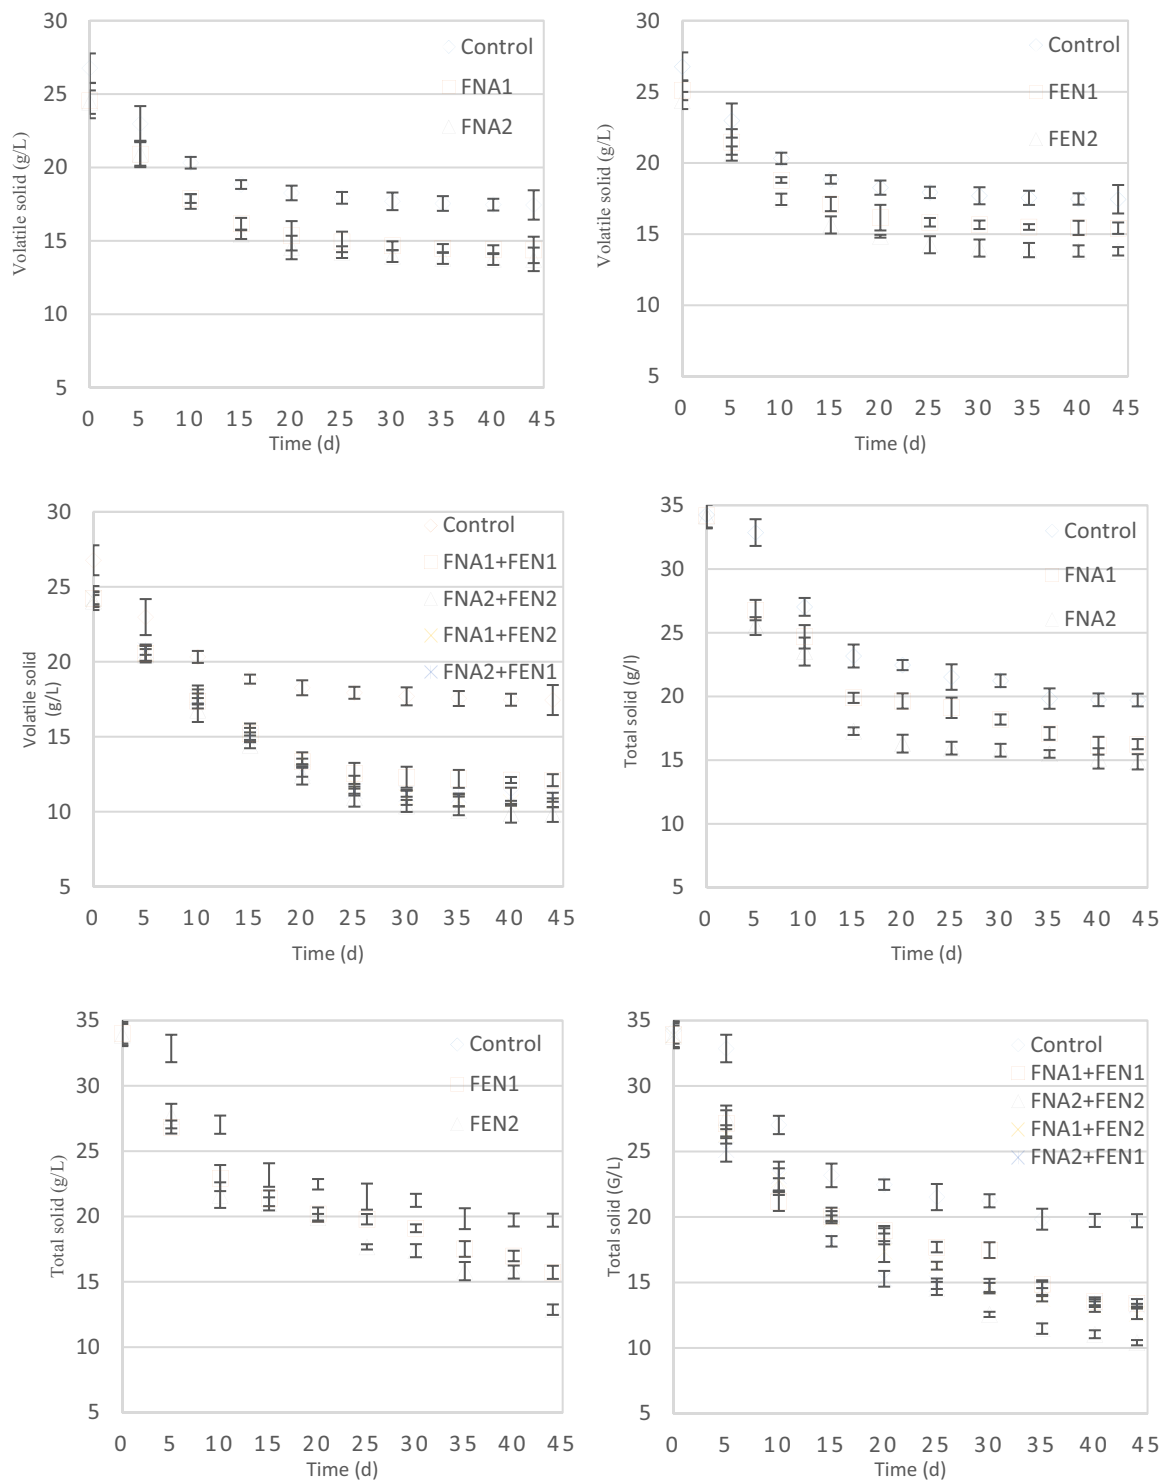 30
25
20
15
10
5
Volatile solid (g/L)
Control
FNA1
FNA2
0 5 10 15 20 25 30 35 40 45
Time (d)
30
25
20
15
10
5
Volatile solid (g/L)
Control
FEN1
FEN2
0 5 10 15 20 25 30 35 40 45
Time (d)
30
25
20
15
10
5
Volatile solid
(g/L)
Control
FNA1+FEN1
FNA2+FEN2
FNA1+FEN2
FNA2+FEN1
0 5 10 15 20 25 30 35 40 45
Time (d)
35
30
25
20
15
10
5
Total solid (g/l)
Control
FNA1
FNA2
0 5 10 15 20 25 30 35 40 45
Time (d)
35
30
25
20
15
10
5
Total solid (g/L)
Control
FEN1
FEN2
0 5 10 15 20 25 30 35 40 45
Time (d)
35
30
25
20
15
10
5
Total solid (G/L)
Control
FNA1+FEN1
FNA2+FEN2
FNA1+FEN2
FNA2+FEN1
0 5 10 15 20 25 30 35 40 45
Time (d)